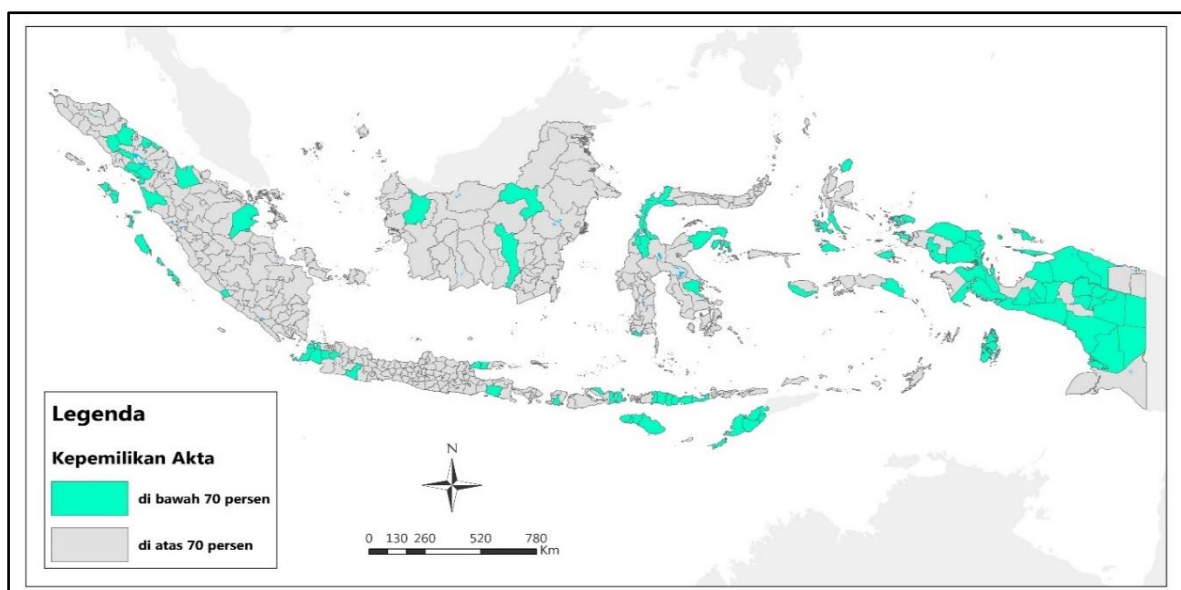 Legenda
Kepemilikan Akta
di bawah 70 persen
di atas 70 persen
N
0 130 260 520 780
Km